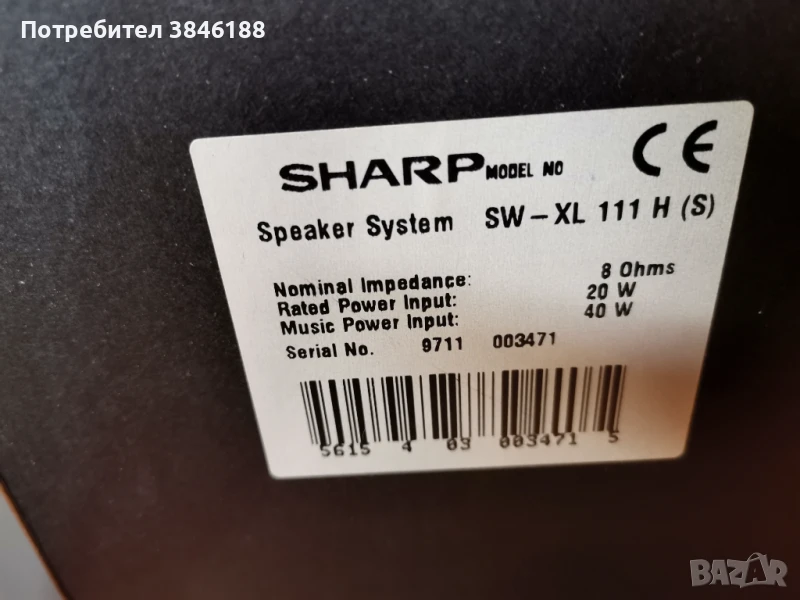 Потребител 3846188
SHARP MODEL NO CE
Speaker System SW-XL 111 H (S)
Nominal Impedance: 8 Ohms
Rated Power Input: 20 W
Music Power Input: 40 W
Serial No. 9711 003471
5615 4 03 003471 5
BAZAR